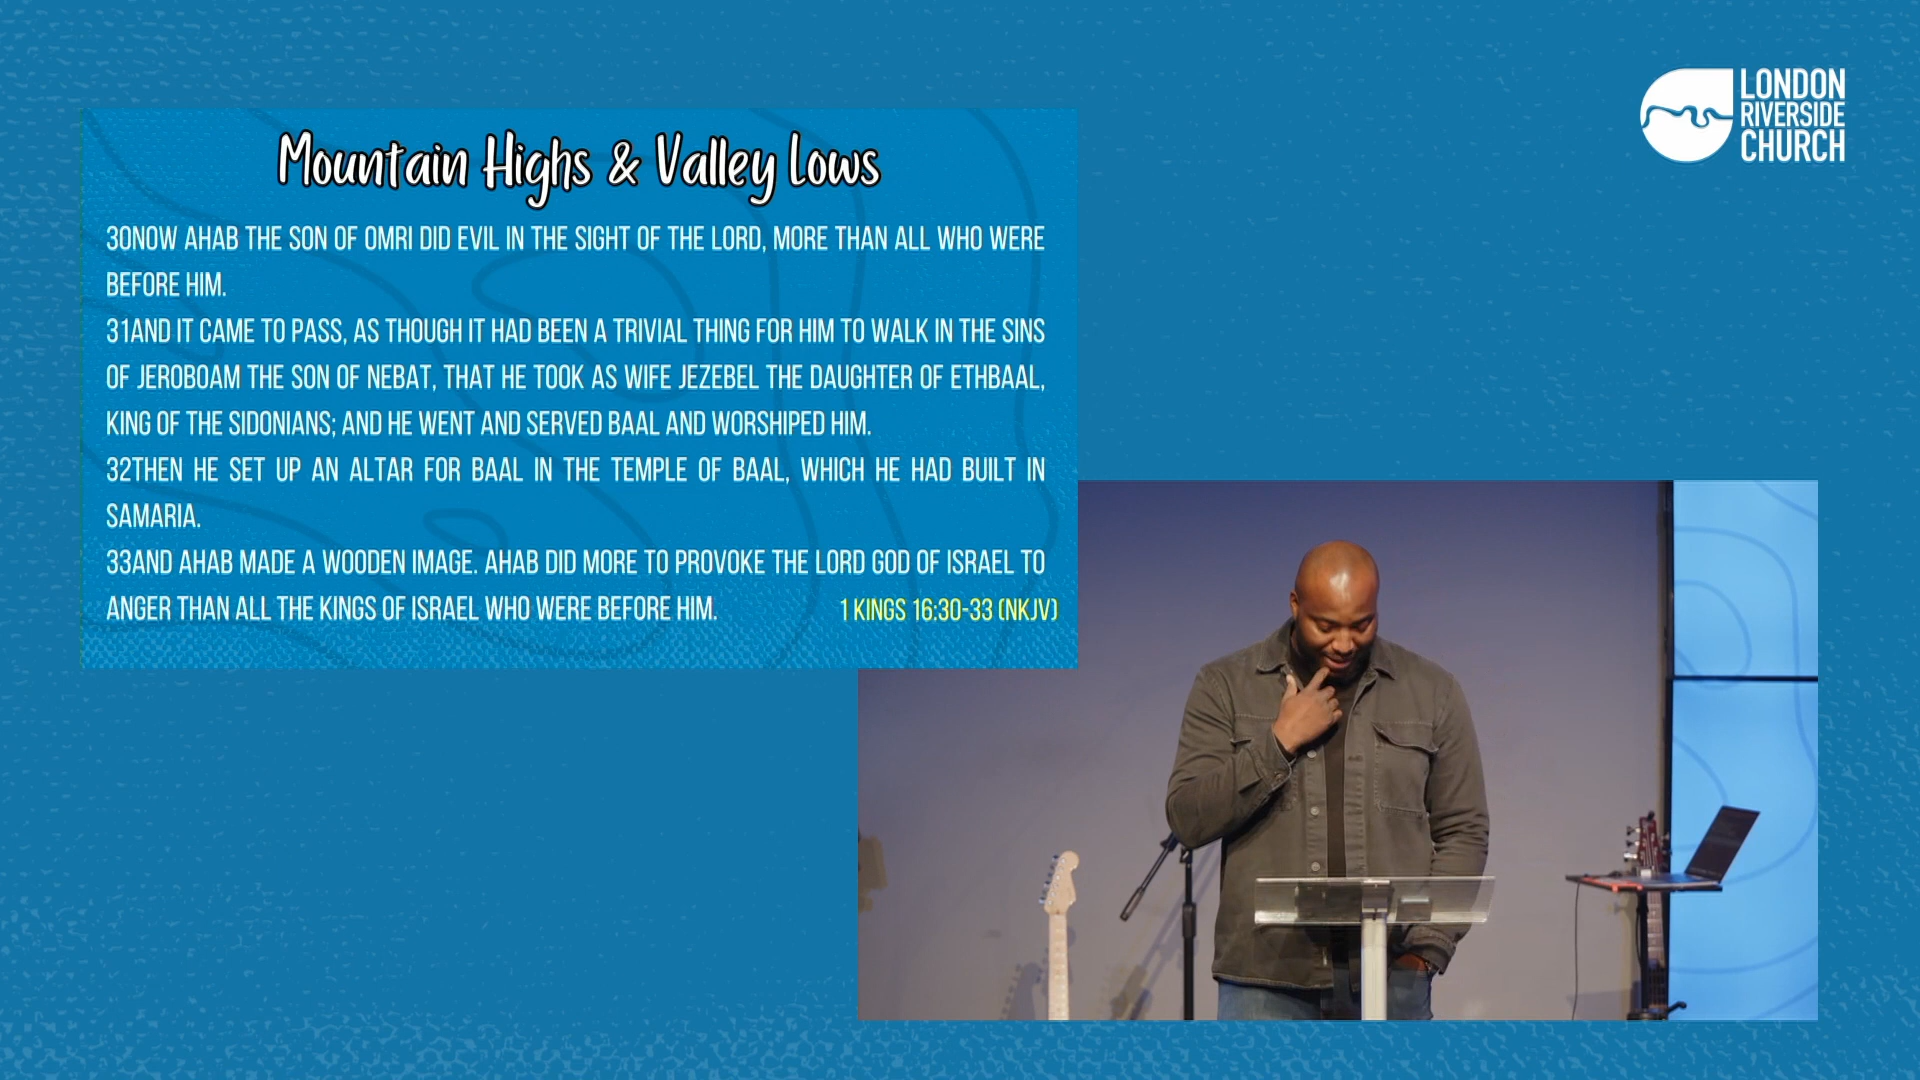 Mountain Highs & Valley Lows
30NOW AHAB THE SON OF OMRI DID EVIL IN THE SIGHT OF THE LORD, MORE THAN ALL WHO WERE
BEFORE HIM.
31AND IT CAME TO PASS, AS THOUGH IT HAD BEEN A TRIVIAL THING FOR HIM TO WALK IN THE SINS
OF JEROBOAM THE SON OF NEBAT, THAT HE TOOK AS WIFE JEZEBEL THE DAUGHTER OF ETHBAAL,
KING OF THE SIDONIANS; AND HE WENT AND SERVED BAAL AND WORSHIPED HIM.
32THEN HE SET UP AN ALTAR FOR BAAL IN THE TEMPLE OF BAAL, WHICH HE HAD BUILT IN
SAMARIA.
33AND AHAB MADE A WOODEN IMAGE. AHAB DID MORE TO PROVOKE THE LORD GOD OF ISRAEL TO
ANGER THAN ALL THE KINGS OF ISRAEL WHO WERE BEFORE HIM.
1 KINGS 16:30-33 (NKJV)
LONDON
RIVERSIDE
CHURCH